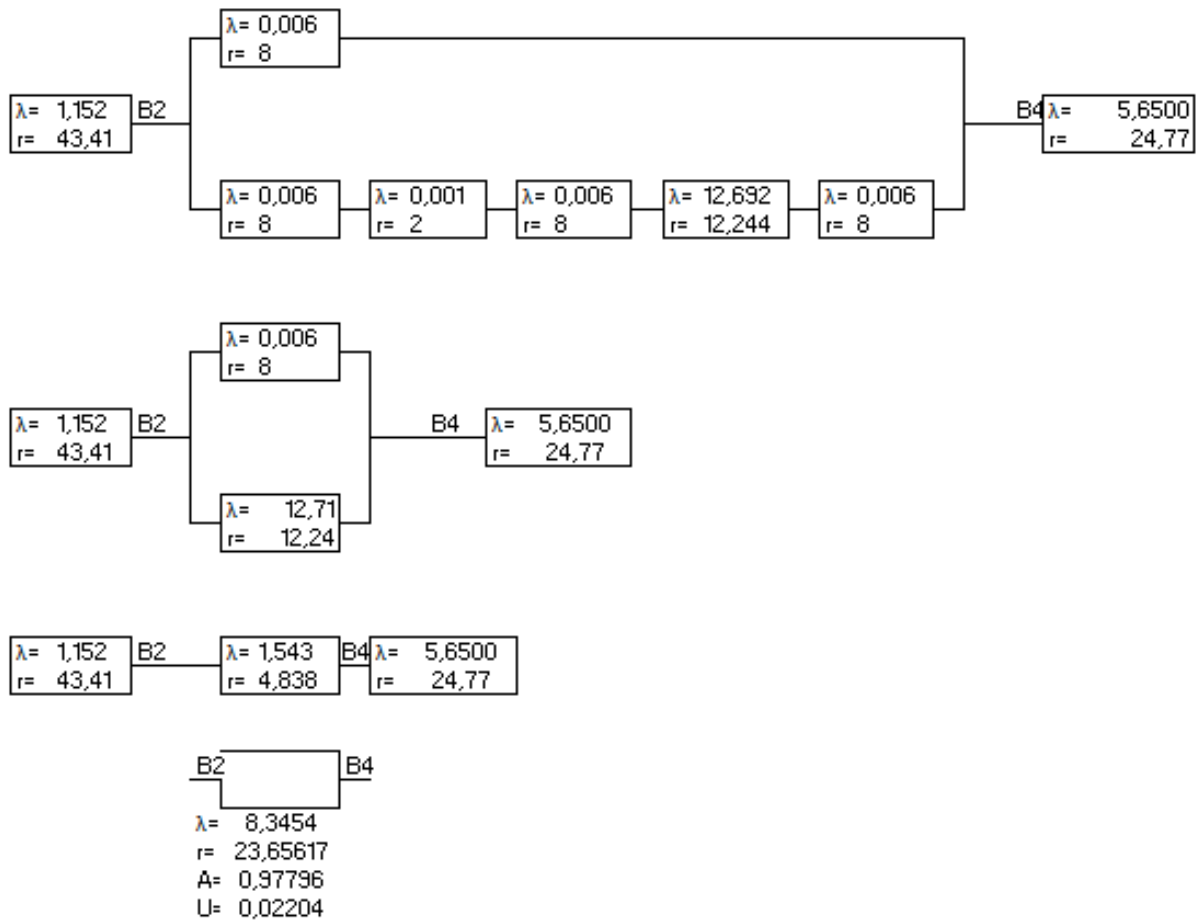 λ= 0,006
r= 8
λ= 1,152
r= 43,41
B2
B4
λ= 5,6500
r= 24,77
λ= 0,006
r= 8
λ= 0,001
r= 2
λ= 0,006
r= 8
λ= 12,692
r= 12,244
λ= 0,006
r= 8
λ= 0,006
r= 8
λ= 1,152
r= 43,41
B2
B4
λ= 5,6500
r= 24,77
λ= 12,71
r= 12,24
λ= 1,152
r= 43,41
B2
λ= 1,543
r= 4,838
B4
λ= 5,6500
r= 24,77
B2
B4
λ= 8,3454
r= 23,65617
A= 0,97796
U= 0,02204